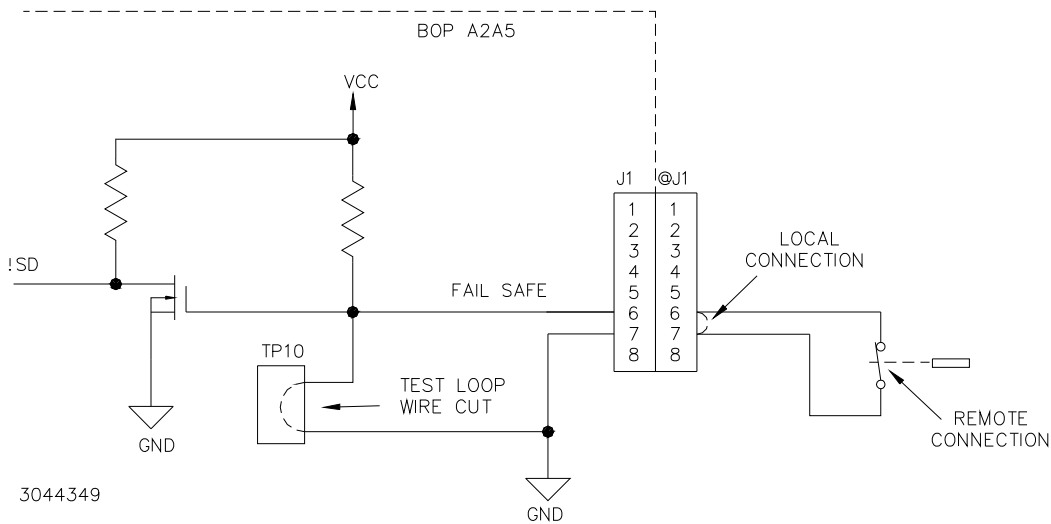 BOP A2A5
VCC
J1 @J1
1 1
2 2
3 3
4 4
5 5
6 6
7 7
8 8
LOCAL
CONNECTION
!SD
FAIL SAFE
TP10
TEST LOOP
WIRE CUT
REMOTE
CONNECTION
GND
3044349
GND